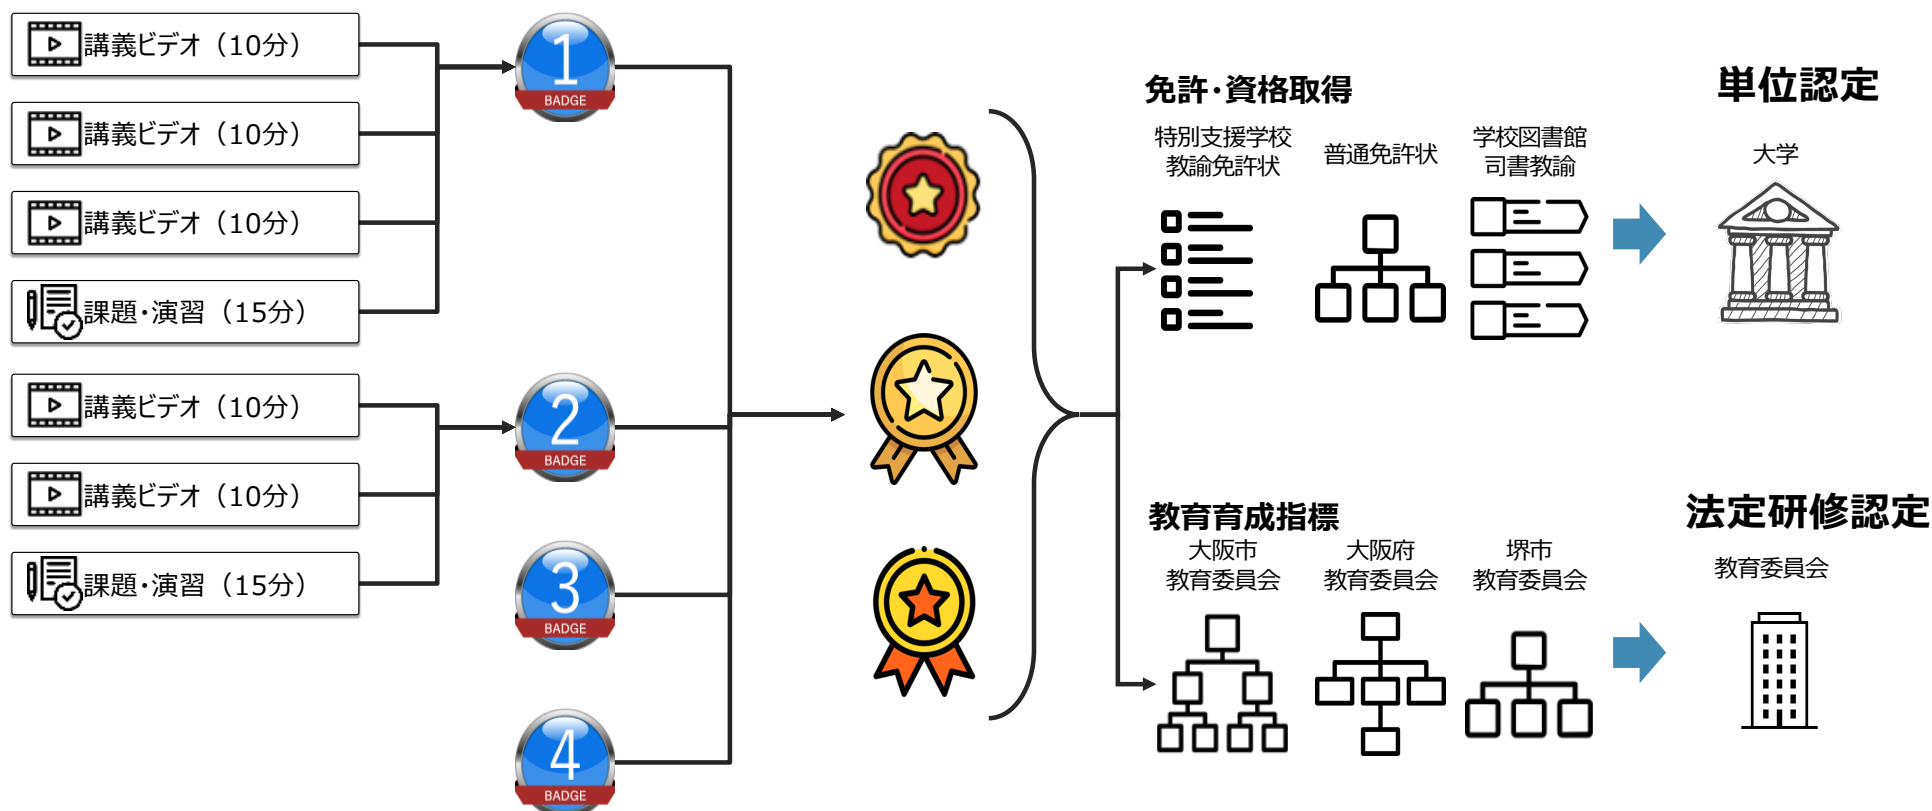 講義ビデオ（10分）
講義ビデオ（10分）
講義ビデオ（10分）
課題・演習（15分）
講義ビデオ（10分）
講義ビデオ（10分）
課題・演習（15分）
1
BADGE
2
BADGE
3
BADGE
4
BADGE
免許・資格取得
特別支援学校
教諭免許状
普通免許状
学校図書館
司書教諭
単位認定
大学
教育育成指標
大阪市
教育委員会
大阪府
教育委員会
堺市
教育委員会
法定研修認定
教育委員会